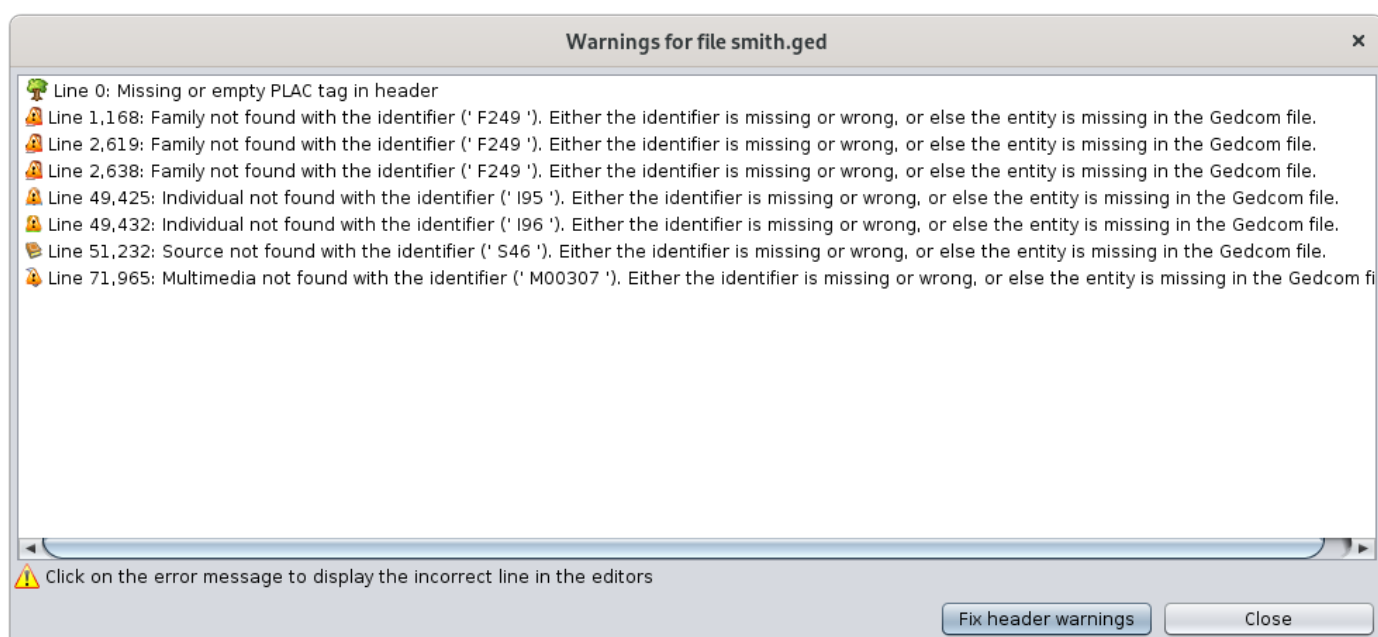 Warnings for file smith.ged
×
Line 0: Missing or empty PLAC tag in header
Line 1,168: Family not found with the identifier (' F249 '). Either the identifier is missing or wrong, or else the entity is missing in the Gedcom file.
Line 2,619: Family not found with the identifier (' F249 '). Either the identifier is missing or wrong, or else the entity is missing in the Gedcom file.
Line 2,638: Family not found with the identifier (' F249 '). Either the identifier is missing or wrong, or else the entity is missing in the Gedcom file.
Line 49,425: Individual not found with the identifier (' I95 '). Either the identifier is missing or wrong, or else the entity is missing in the Gedcom file.
Line 49,432: Individual not found with the identifier (' I96 '). Either the identifier is missing or wrong, or else the entity is missing in the Gedcom file.
Line 51,232: Source not found with the identifier (' S46 '). Either the identifier is missing or wrong, or else the entity is missing in the Gedcom file.
Line 71,965: Multimedia not found with the identifier (' M00307 '). Either the identifier is missing or wrong, or else the entity is missing in the Gedcom fi
Click on the error message to display the incorrect line in the editors
Fix header warnings Close